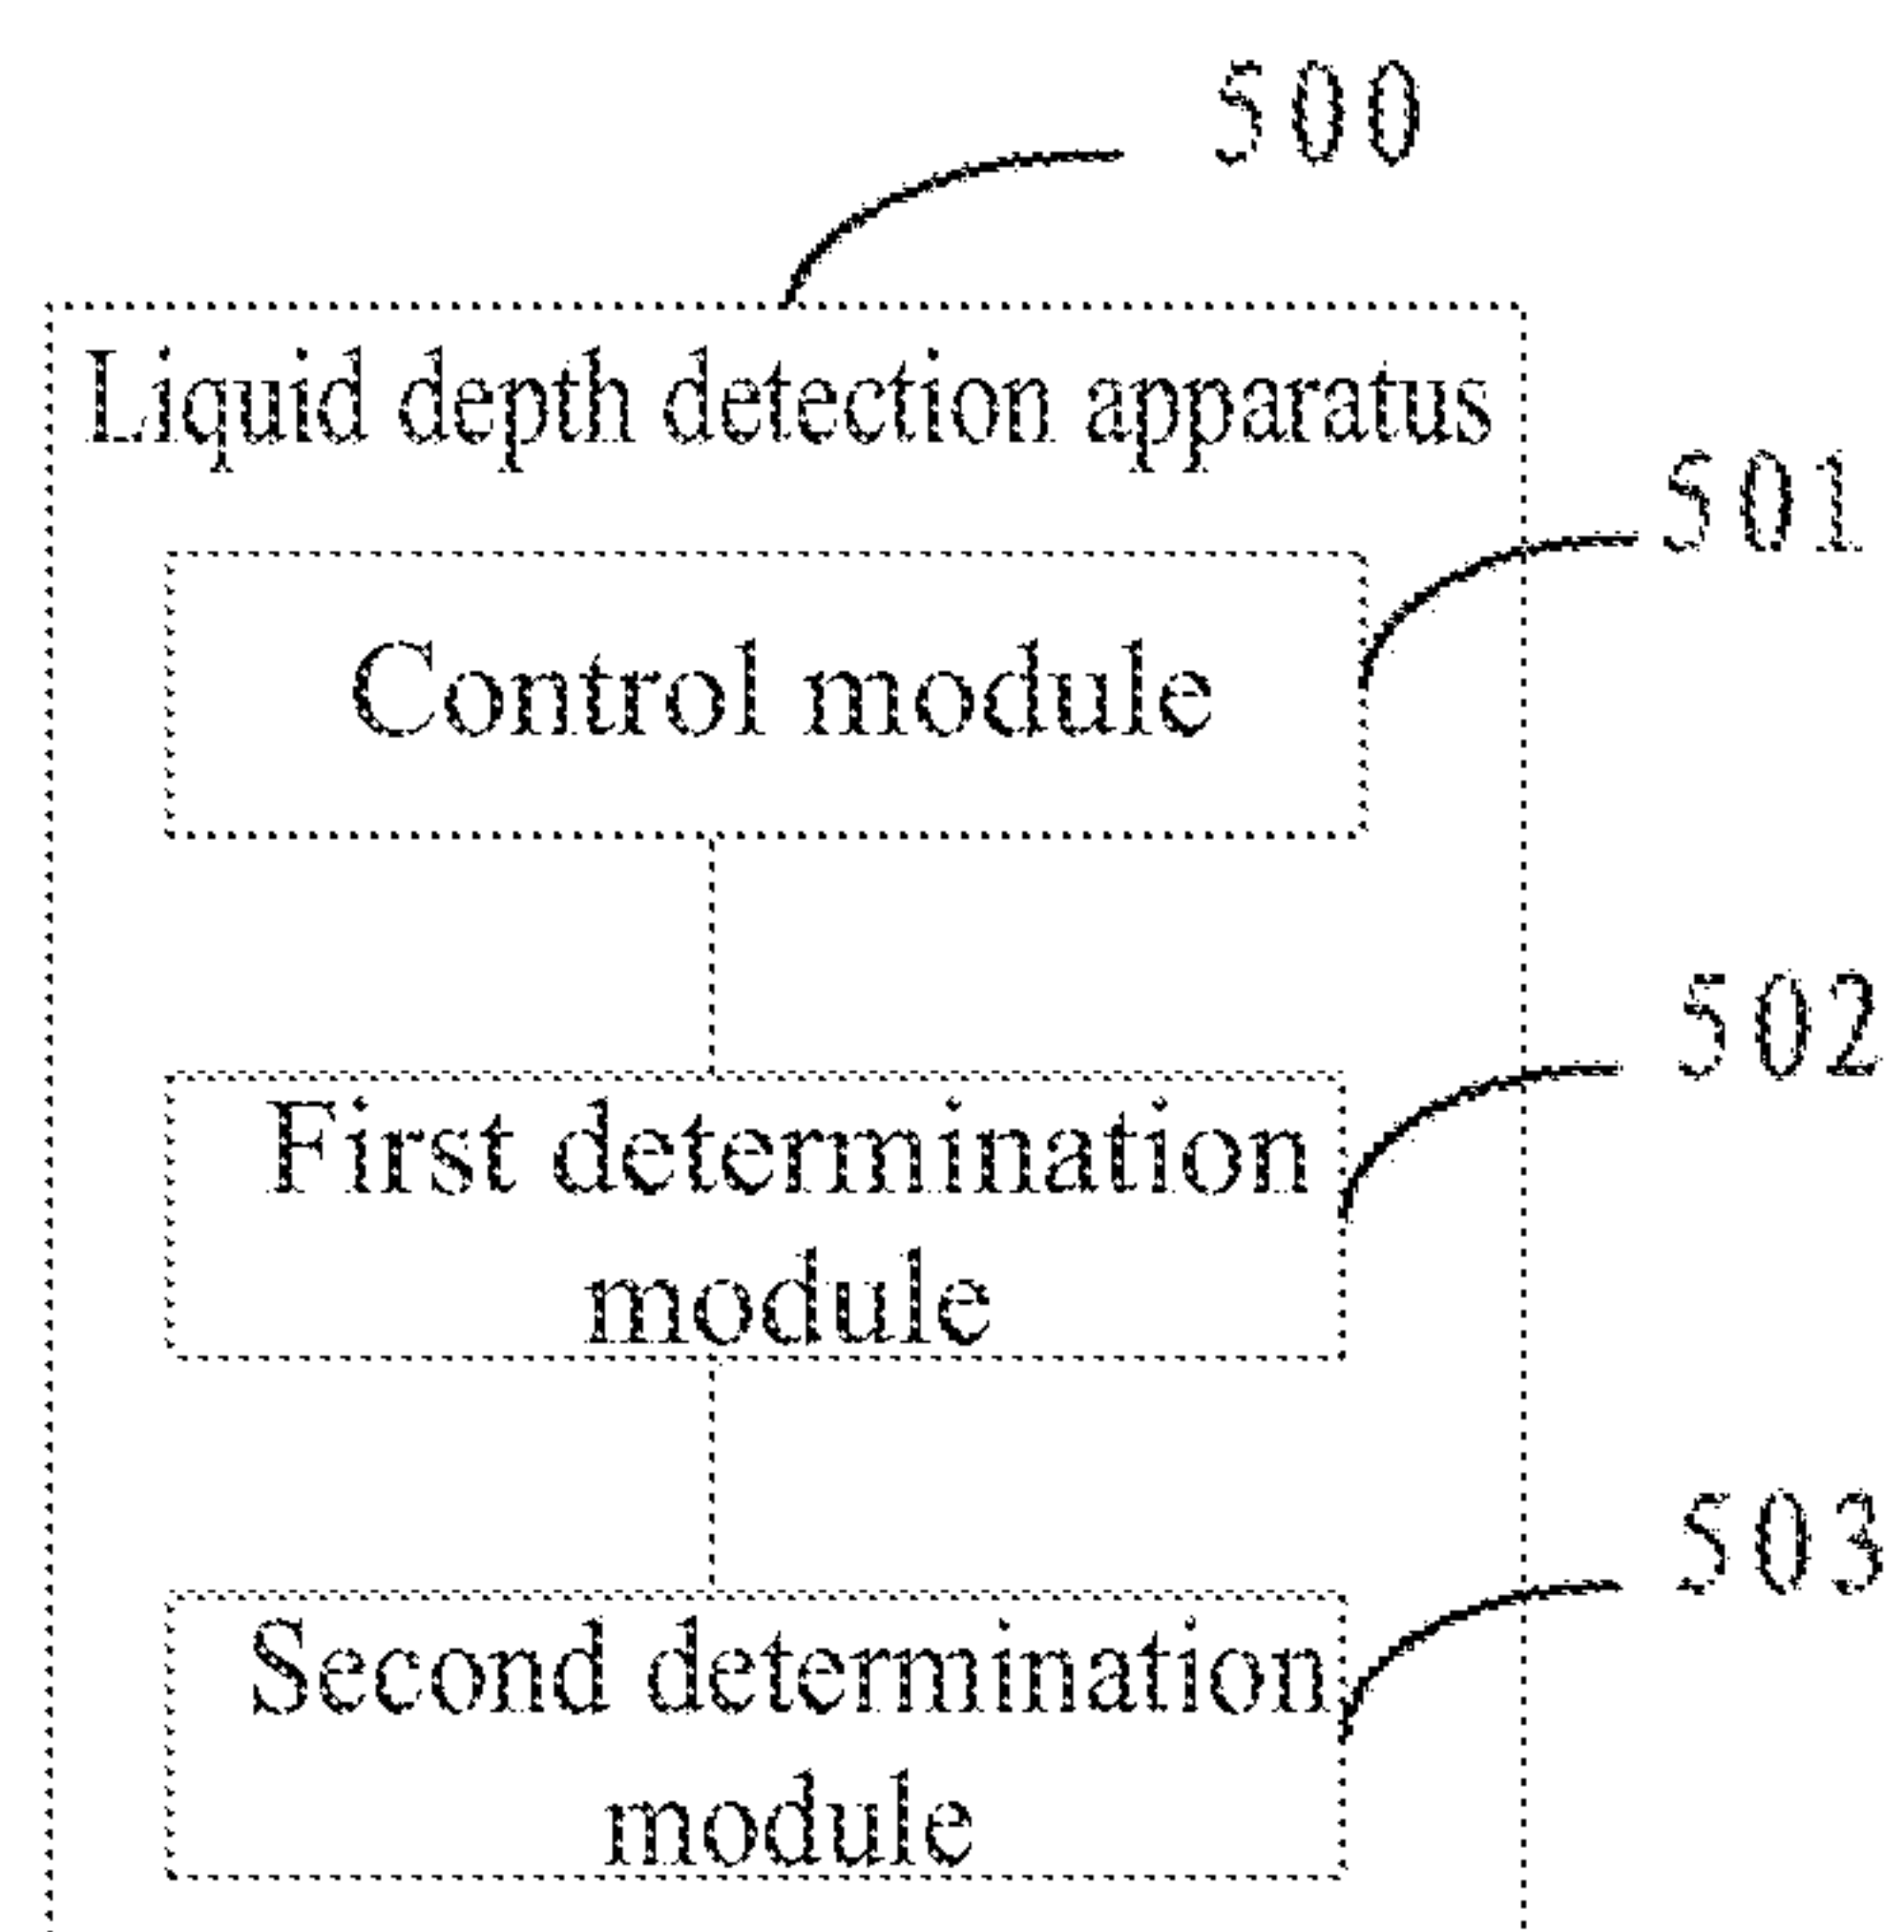 500
Liquid depth detection apparatus
501
Control module
502
First determination
module
503
Second determination
module